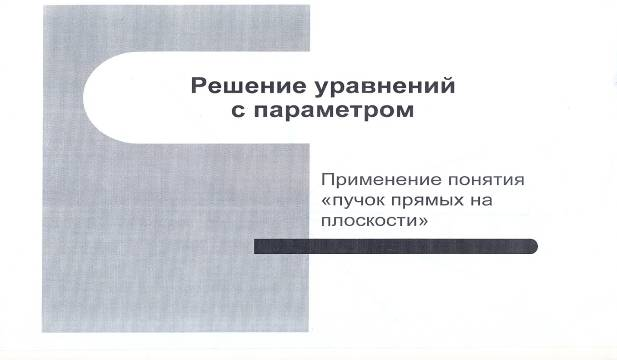 Решение уравнений
с параметром
Применение понятия
«пучок прямых на
плоскости»